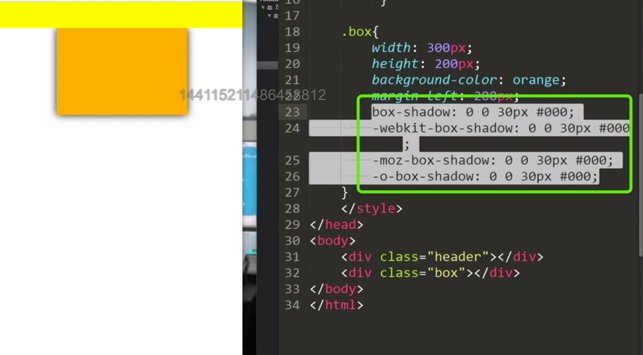 17
18 .box{
19 width: 300px;
20 height: 200px;
21 background-color: orange;
22 margin-left: 200px;
144115211486456812
23 box-shadow: 0 0 30px #000;
24 -webkit-box-shadow: 0 0 30px #000
;
25 -moz-box-shadow: 0 0 30px #000;
26 -o-box-shadow: 0 0 30px #000;
27 }
28 </style>
29 </head>
30 <body>
31 <div class="header"></div>
32 <div class="box"></div>
33 </body>
34 </html>